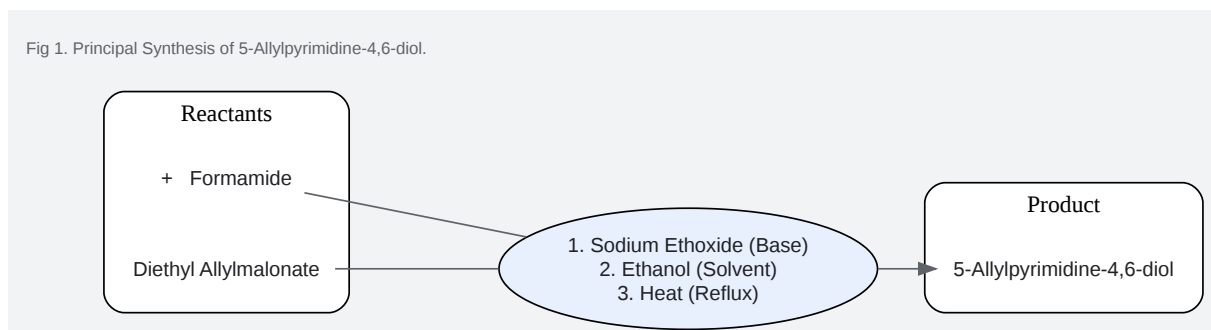 Fig 1. Principal Synthesis of 5-Allylpyrimidine-4,6-diol.
Reactants
+ Formamide
Diethyl Allylmalonate
1. Sodium Ethoxide (Base)
2. Ethanol (Solvent)
3. Heat (Reflux)
Product
5-Allylpyrimidine-4,6-diol